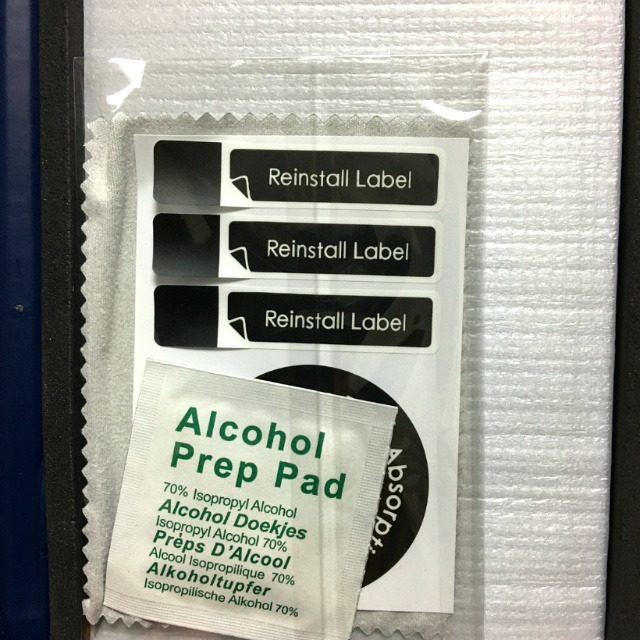 Reinstall Label
Reinstall Label
Reinstall Label
Alcohol
Prep Pad
70% Isopropyl Alcohol
Alcohol Doekjes
Isopropyl Alcohol 70%
Prèps D'Alcool
Alcool Isopropilique 70%
Alkoholtupfer
Isopropilische Alkohol 70%